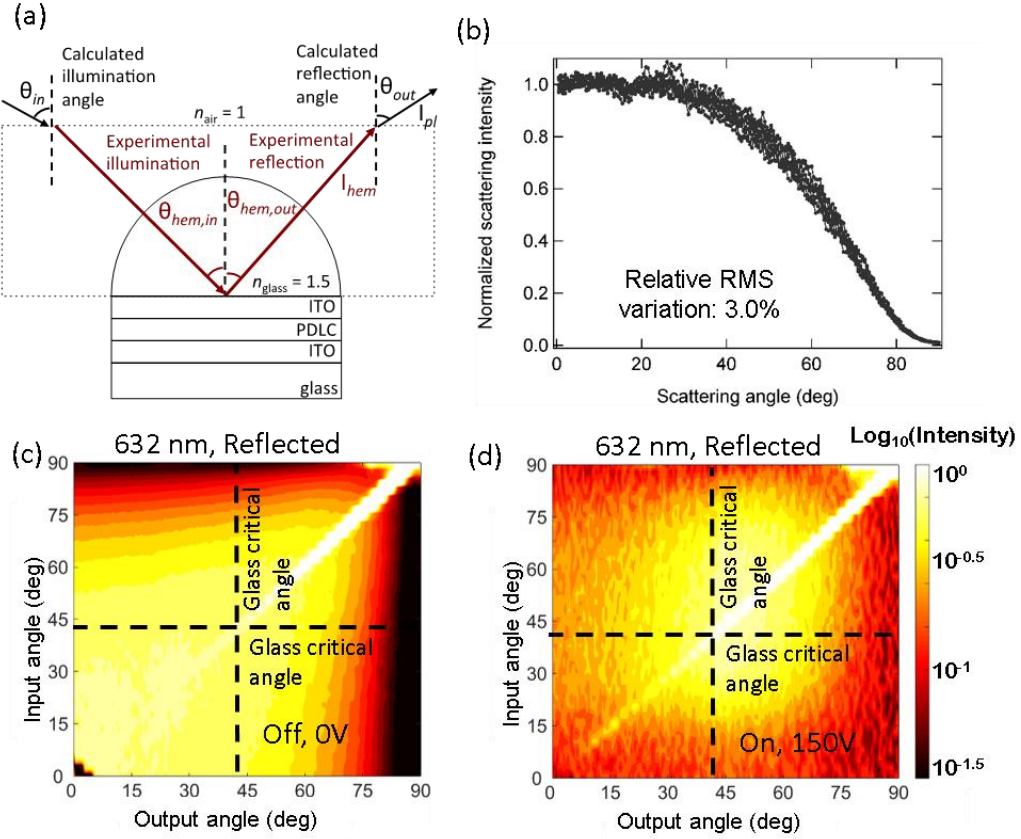 (a)
Calculated
illumination
angle
Calculated
reflection
angle
θin
θout
Ipl
nair = 1
Experimental
illumination
Experimental
reflection
Ihem
θhem,in
θhem,out
nglass = 1.5
ITO
PDLC
ITO
glass
(b)
Normalized scattering intensity
1.0
0.8
0.6
0.4
0.2
0.0
Relative RMS
variation: 3.0%
0 20 40 60 80
Scattering angle (deg)
(c)
632 nm, Reflected
Input angle (deg)
90
75
60
45
30
15
0
Glass critical
angle
Glass critical
angle
Off, 0V
0 15 30 45 60 75 90
Output angle (deg)
(d)
632 nm, Reflected
Input angle (deg)
90
75
60
45
30
15
0
Glass critical
angle
Glass critical
angle
On, 150V
0 15 30 45 60 75 90
Output angle (deg)
Log10(Intensity)
10^0
10^-0.5
10^-1
10^-1.5